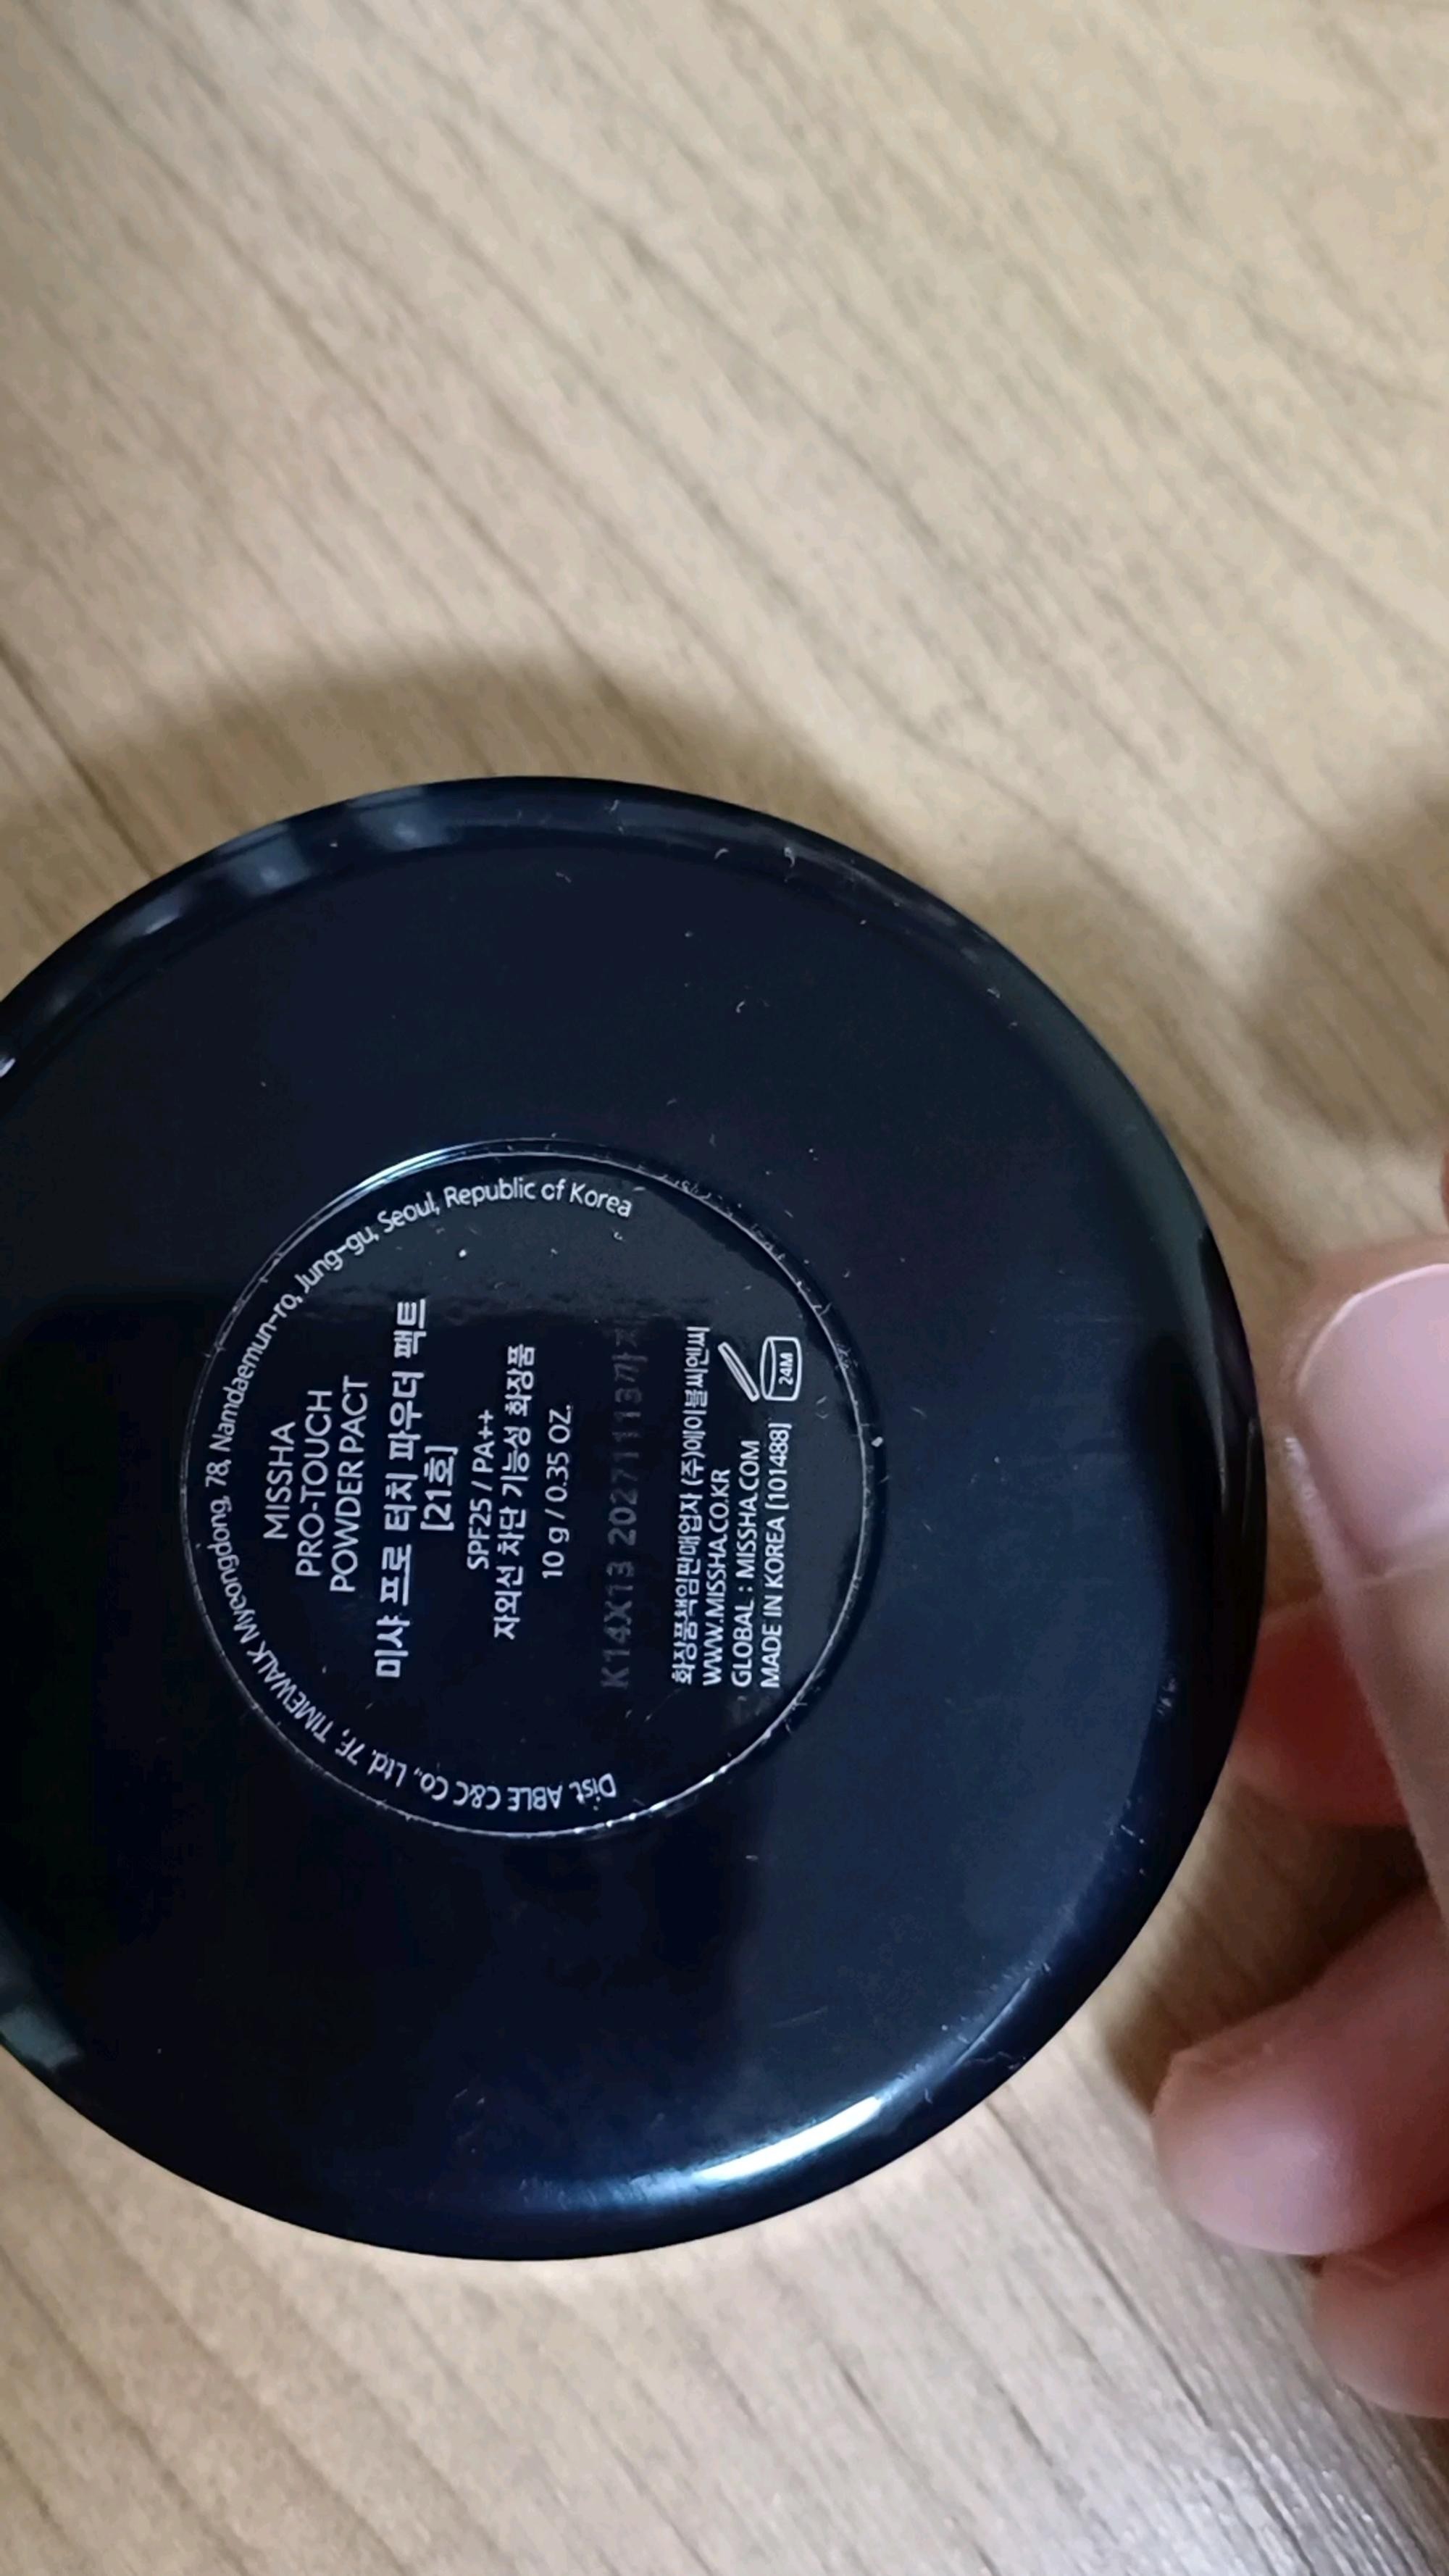 MISSHA
PRO-TOUCH
POWDER PACT
미샤 프로 터치 파우더 팩트
[21호]
SPF25 / PA++
자외선 차단 기능성 화장품
10 g / 0.35 OZ.
K14X13 20271113까지
화장품책임판매업자 (주)에이블씨엔씨
WWW.MISSHA.CO.KR
GLOBAL : MISSHA.COM
MADE IN KOREA [101488]
24M
Dist. ABLE C&C Co., Ltd. 7F, TIMEWALK Myeongdong, 78, Namdaemun-ro, Jung-gu, Seoul, Republic of Korea